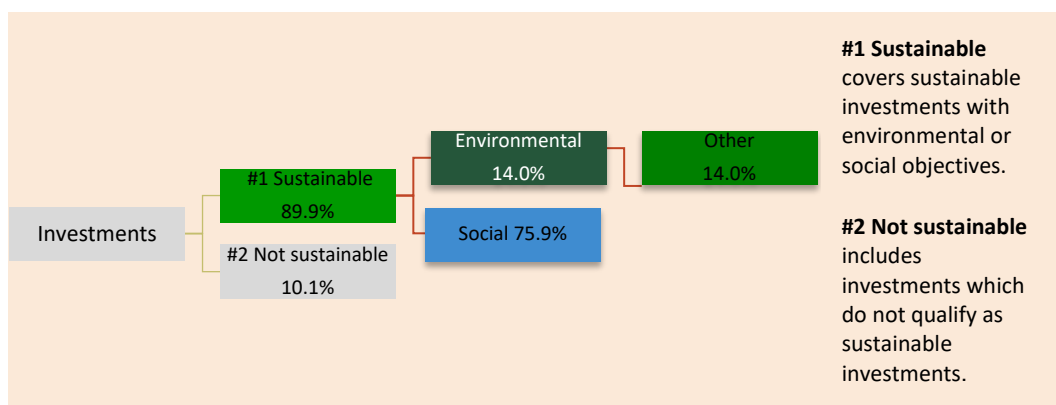 Investments
#1 Sustainable
89.9%
#2 Not sustainable
10.1%
Environmental
14.0%
Social 75.9%
Other
14.0%
#1 Sustainable
covers sustainable
investments with
environmental or
social objectives.
#2 Not sustainable
includes
investments which
do not qualify as
sustainable
investments.